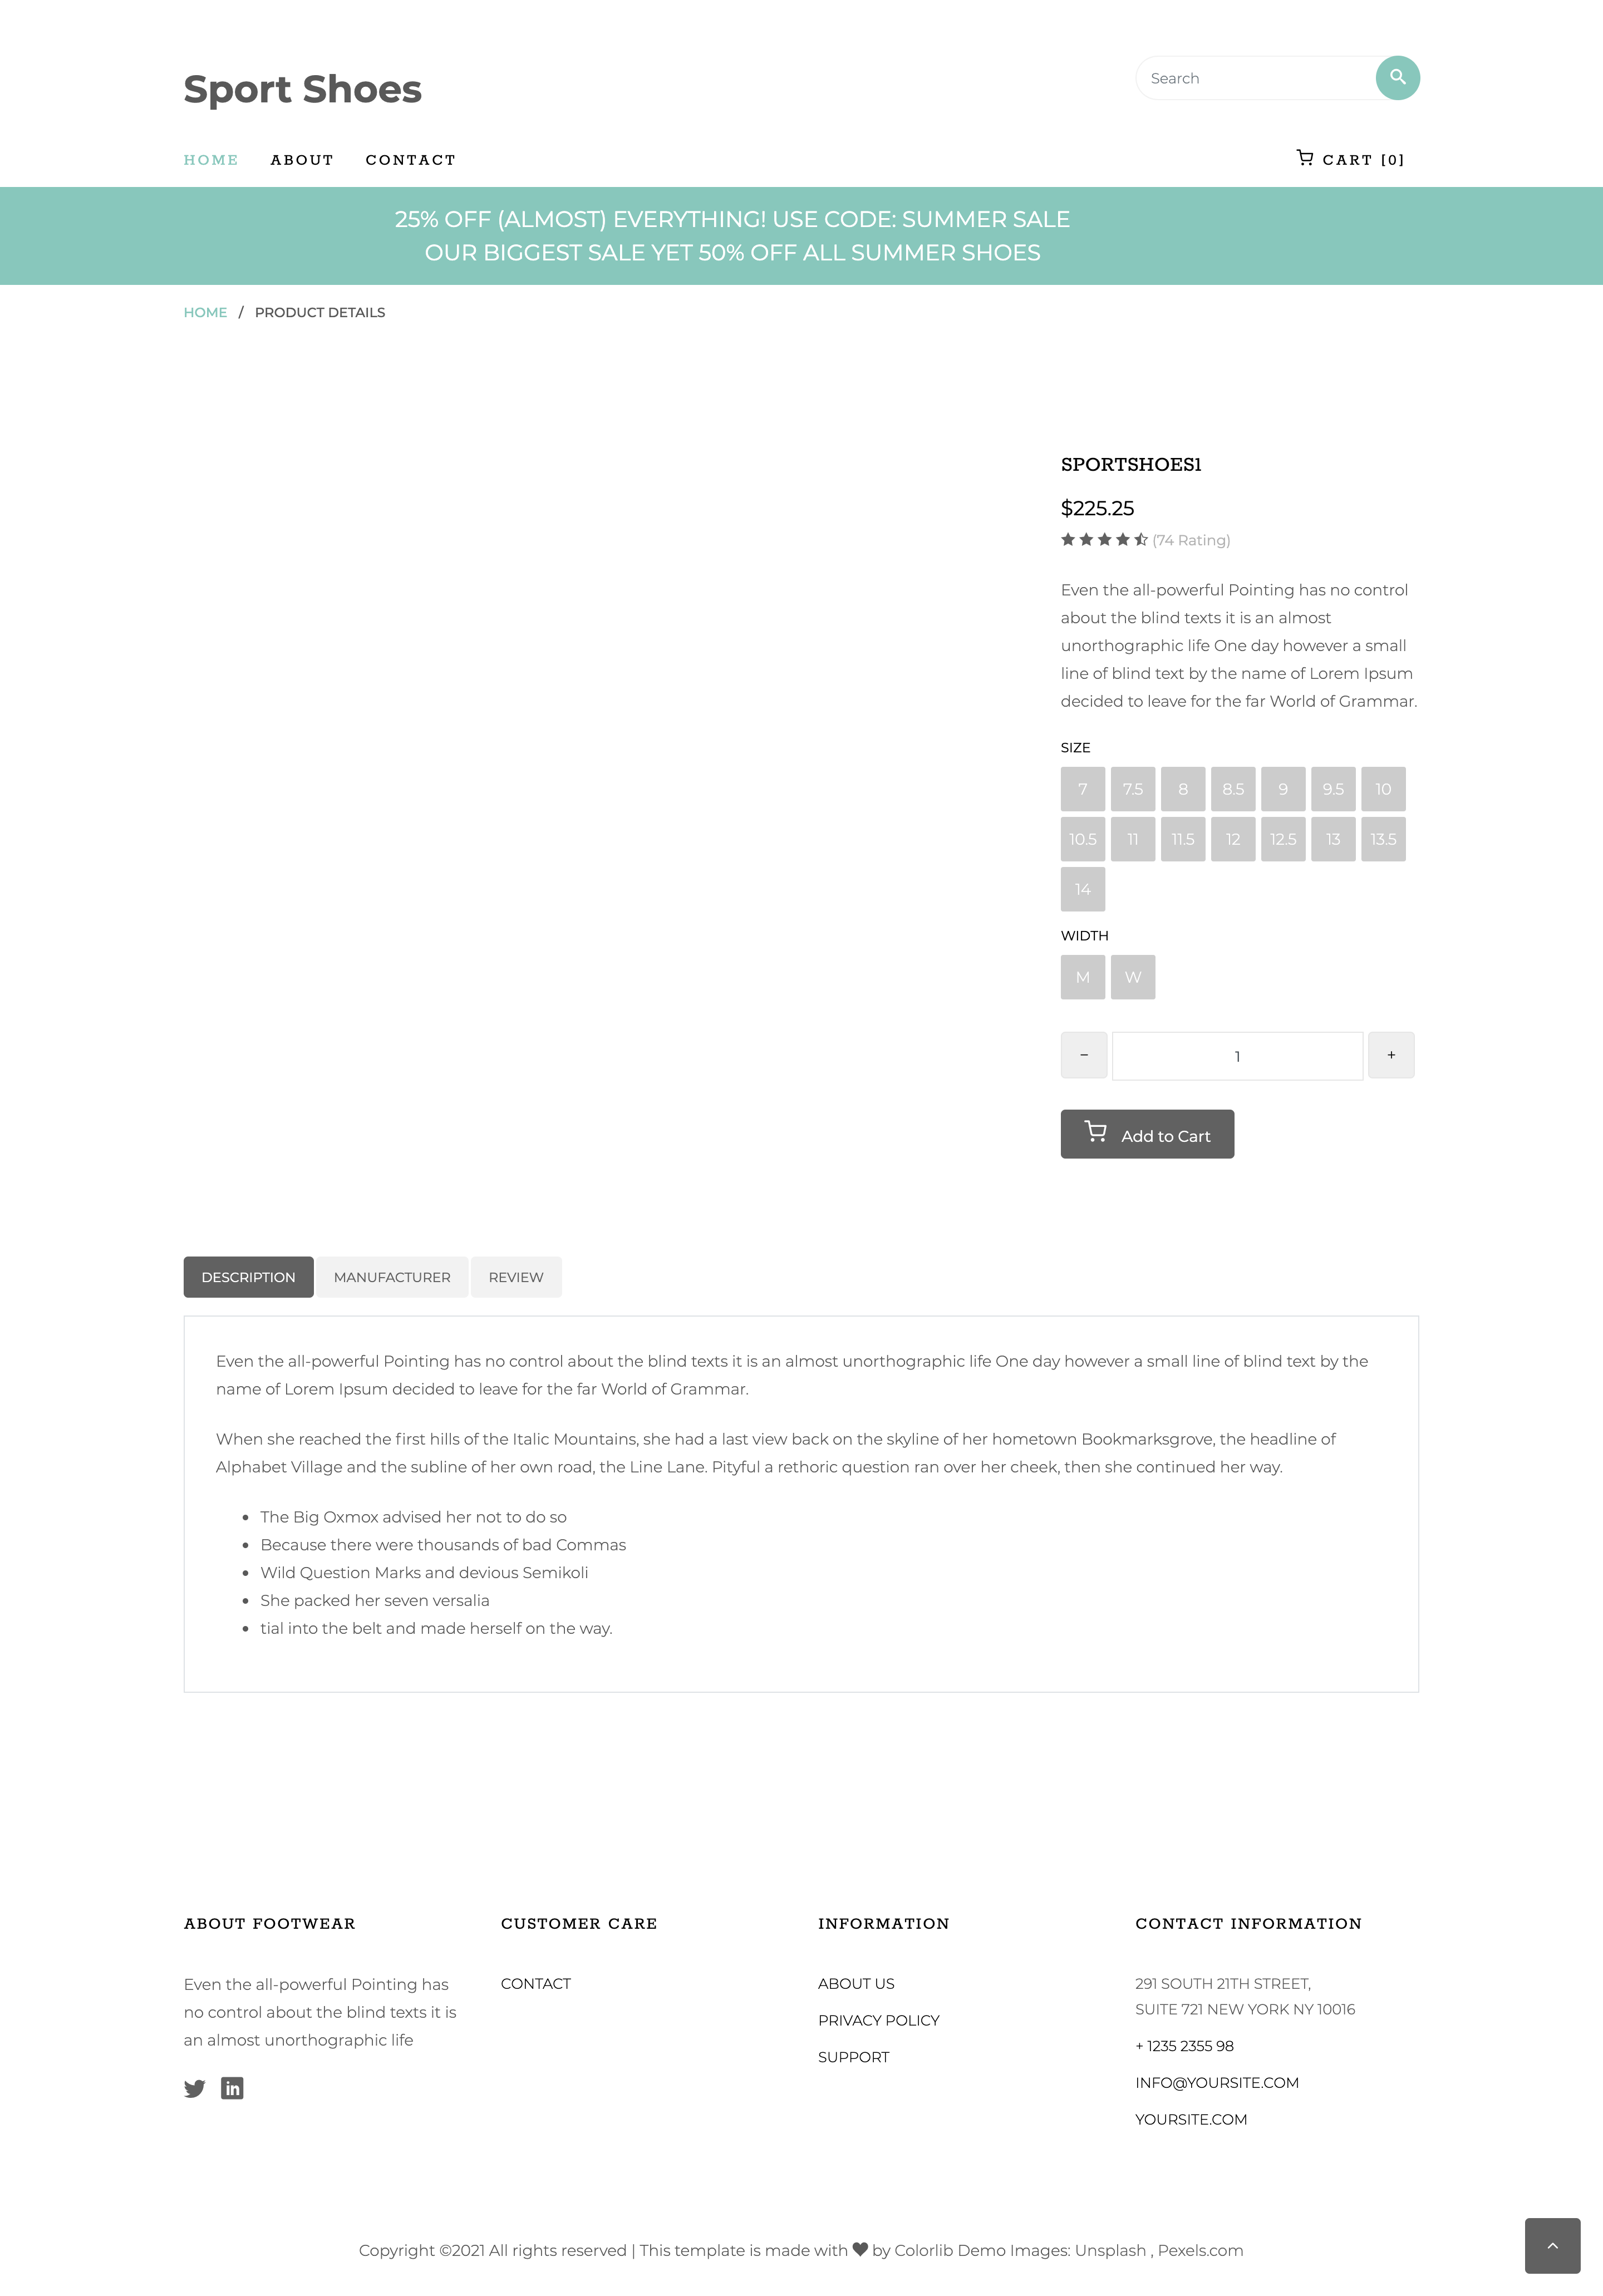 Sport Shoes
Search
HOME ABOUT CONTACT
CART [0]
25% OFF (ALMOST) EVERYTHING! USE CODE: SUMMER SALE
OUR BIGGEST SALE YET 50% OFF ALL SUMMER SHOES
HOME / PRODUCT DETAILS
SPORTSHOES1
$225.25
(74 Rating)
Even the all-powerful Pointing has no control
about the blind texts it is an almost
unorthographic life One day however a small
line of blind text by the name of Lorem Ipsum
decided to leave for the far World of Grammar.
SIZE
7 7.5 8 8.5 9 9.5 10
10.5 11 11.5 12 12.5 13 13.5
14
WIDTH
M W
− 1 +
Add to Cart
DESCRIPTION MANUFACTURER REVIEW
Even the all-powerful Pointing has no control about the blind texts it is an almost unorthographic life One day however a small line of blind text by the
name of Lorem Ipsum decided to leave for the far World of Grammar.
When she reached the first hills of the Italic Mountains, she had a last view back on the skyline of her hometown Bookmarksgrove, the headline of
Alphabet Village and the subline of her own road, the Line Lane. Pityful a rethoric question ran over her cheek, then she continued her way.
• The Big Oxmox advised her not to do so
• Because there were thousands of bad Commas
• Wild Question Marks and devious Semikoli
• She packed her seven versalia
• tial into the belt and made herself on the way.
ABOUT FOOTWEAR
Even the all-powerful Pointing has
no control about the blind texts it is
an almost unorthographic life
CUSTOMER CARE
CONTACT
INFORMATION
ABOUT US
PRIVACY POLICY
SUPPORT
CONTACT INFORMATION
291 SOUTH 21TH STREET,
SUITE 721 NEW YORK NY 10016
+ 1235 2355 98
INFO@YOURSITE.COM
YOURSITE.COM
Copyright ©2021 All rights reserved | This template is made with ♥ by Colorlib Demo Images: Unsplash , Pexels.com